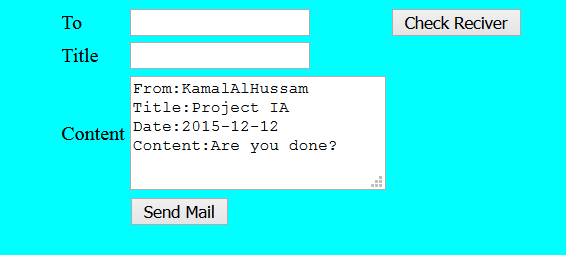 To
Check Reciver
Title
Content
From:KamalAlHussam
Title:Project IA
Date:2015-12-12
Content:Are you done?
Send Mail